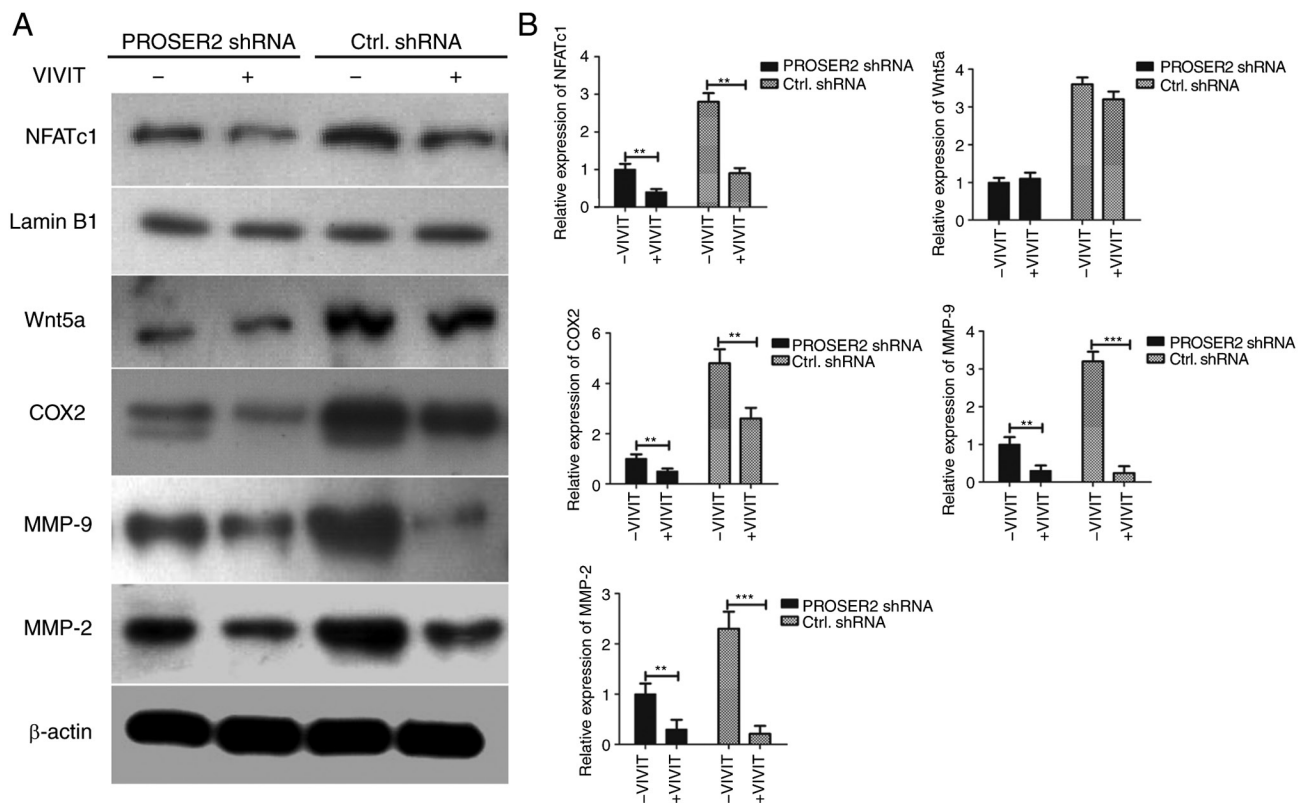 A
PROSER2 shRNA Ctrl. shRNA
VIVIT – + – +
NFATc1
Lamin B1
Wnt5a
COX2
MMP-9
MMP-2
β-actin
B
Relative expression of NFATc1
4
3
2
1
0
**
**
–VIVIT
+VIVIT
–VIVIT
+VIVIT
PROSER2 shRNA
Ctrl. shRNA
Relative expression of Wnt5a
4
3
2
1
0
–VIVIT
+VIVIT
–VIVIT
+VIVIT
PROSER2 shRNA
Ctrl. shRNA
Relative expression of COX2
6
4
2
0
**
**
–VIVIT
+VIVIT
–VIVIT
+VIVIT
PROSER2 shRNA
Ctrl. shRNA
Relative expression of MMP-9
4
3
2
1
0
**
***
–VIVIT
+VIVIT
–VIVIT
+VIVIT
PROSER2 shRNA
Ctrl. shRNA
Relative expression of MMP-2
3
2
1
0
**
***
–VIVIT
+VIVIT
–VIVIT
+VIVIT
PROSER2 shRNA
Ctrl. shRNA